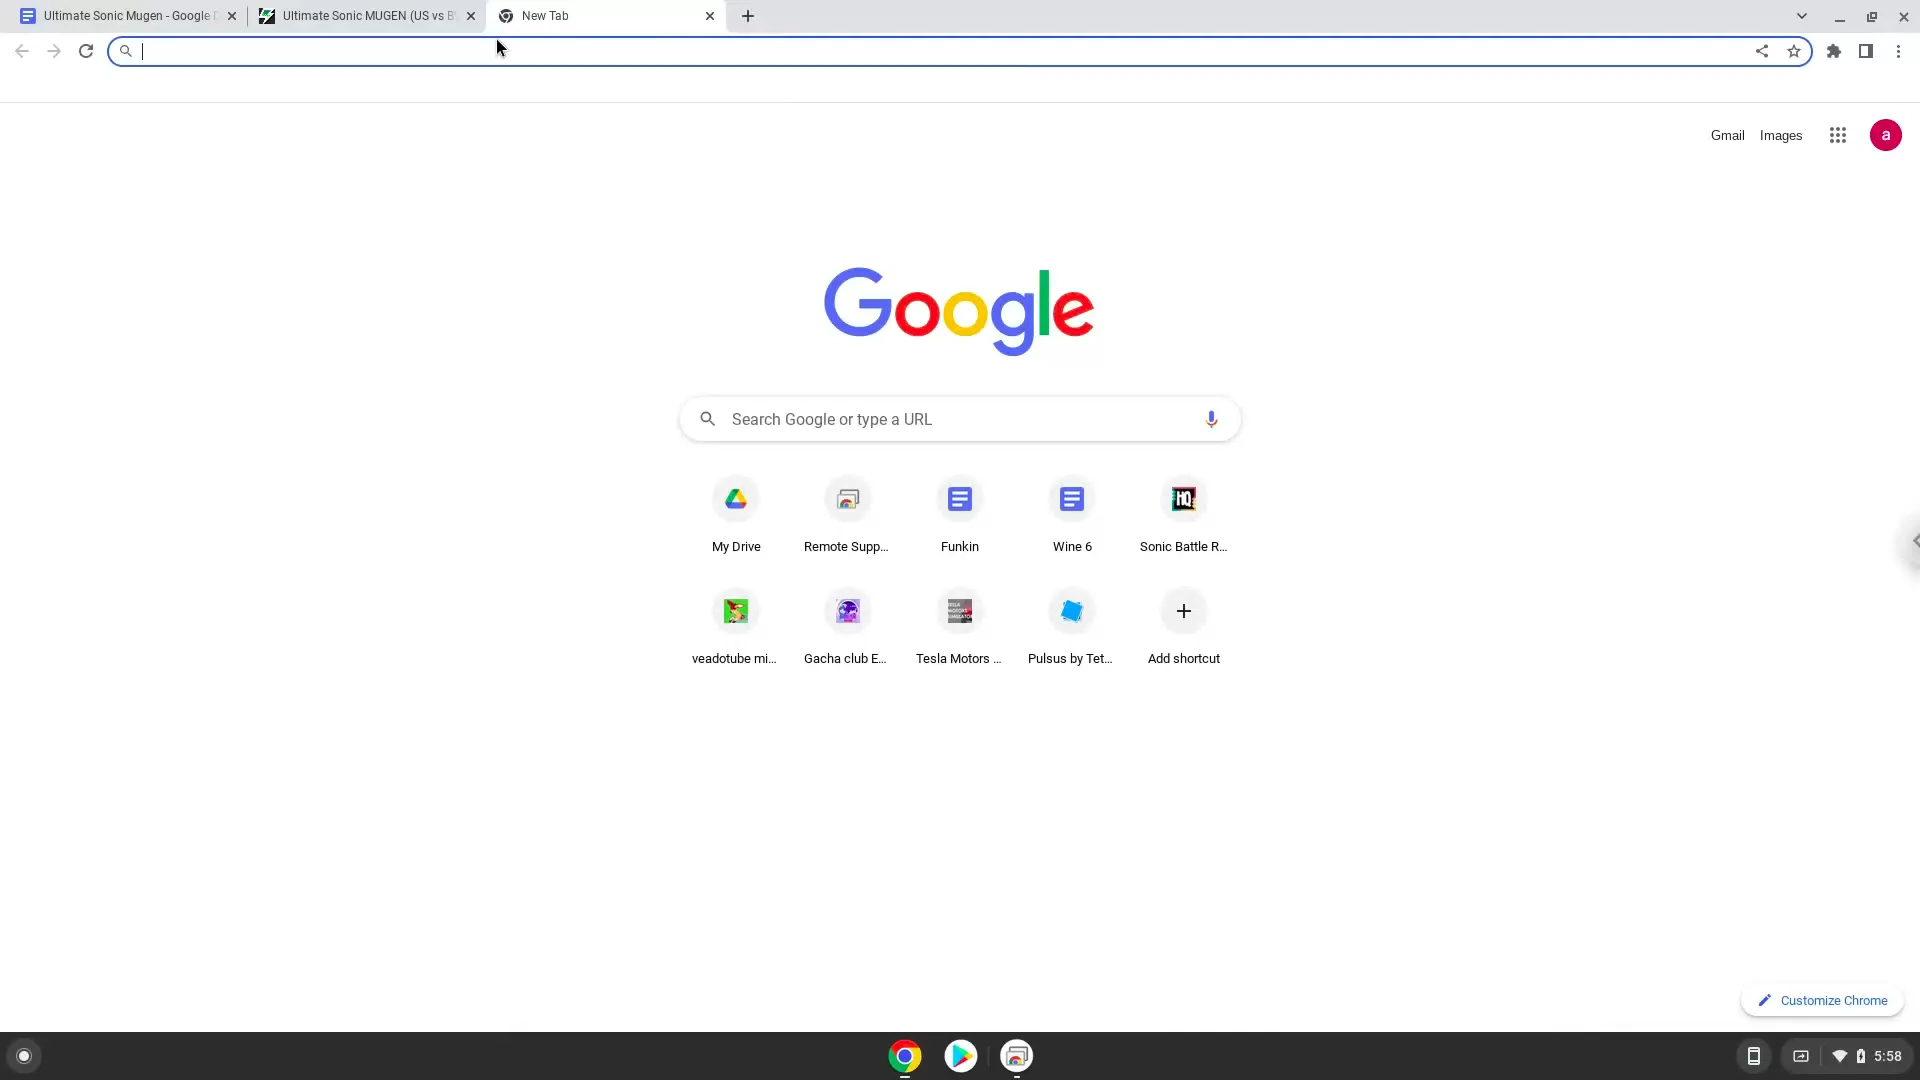 Ultimate Sonic Mugen - Google D
Ultimate Sonic MUGEN (US vs B
New Tab
Gmail
Images
a
Google
Search Google or type a URL
My Drive
Remote Supp...
Funkin
Wine 6
HQ
Sonic Battle R...
veadotube mi...
Gacha club E...
Tesla Motors ...
Pulsus by Tet...
Add shortcut
Customize Chrome
5:58